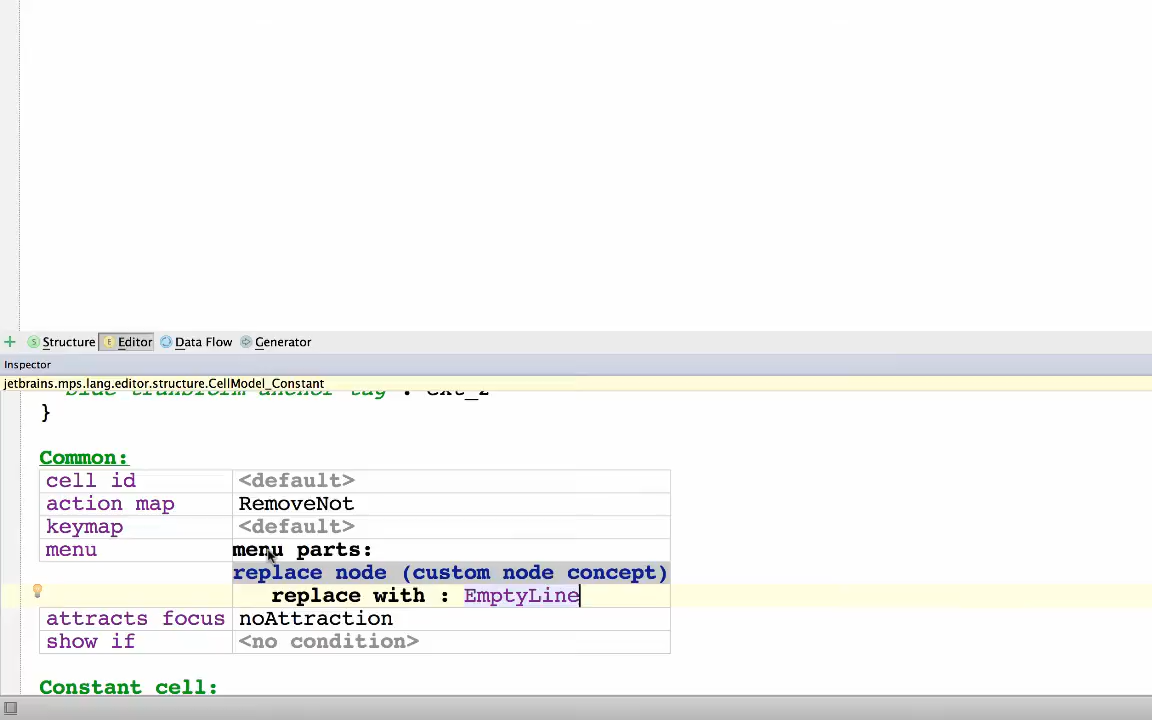 Structure Editor Data Flow Generator
Inspector
jetbrains.mps.lang.editor.structure.CellModel_Constant
}
Common:
cell id <default>
action map RemoveNot
keymap <default>
menu menu parts:
replace node (custom node concept)
replace with : EmptyLine
attracts focus noAttraction
show if <no condition>
Constant cell: